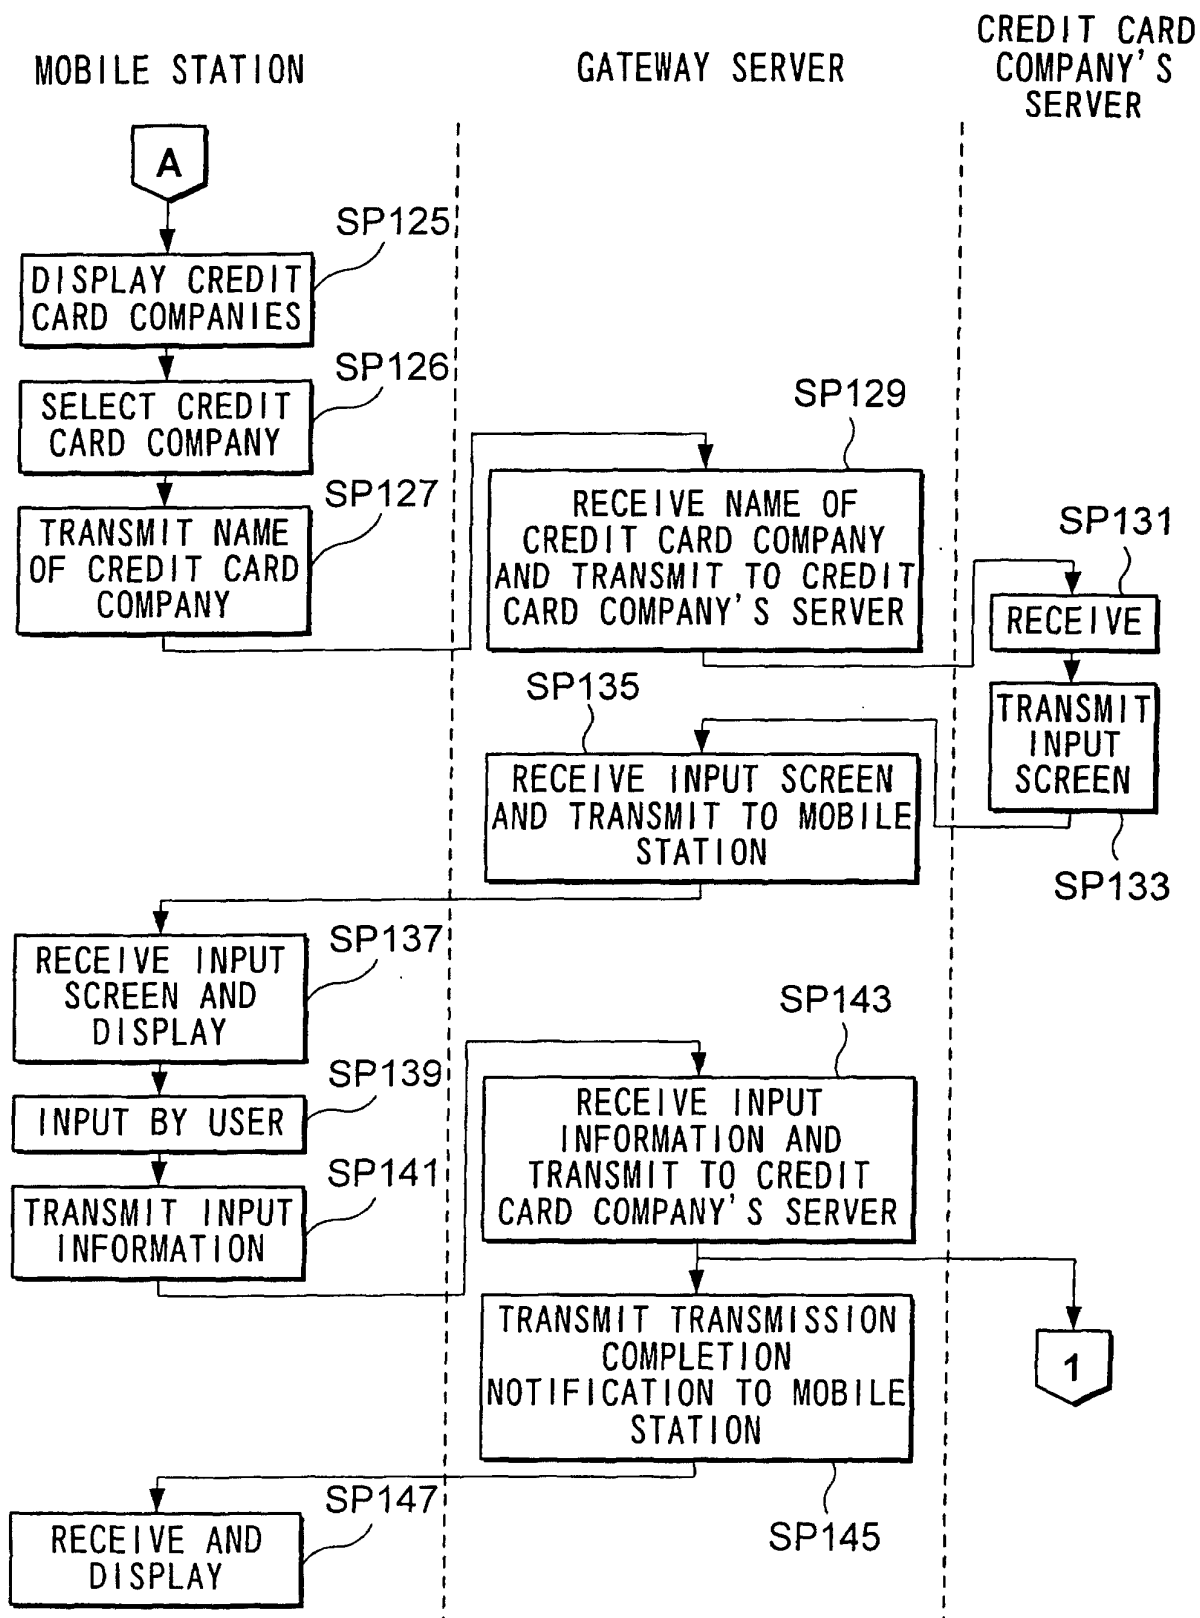 MOBILE STATION
GATEWAY SERVER
CREDIT CARD
COMPANY'S
SERVER
A
SP125
DISPLAY CREDIT
CARD COMPANIES
SP126
SELECT CREDIT
CARD COMPANY
SP127
TRANSMIT NAME
OF CREDIT CARD
COMPANY
SP129
RECEIVE NAME OF
CREDIT CARD COMPANY
AND TRANSMIT TO CREDIT
CARD COMPANY'S SERVER
SP131
RECEIVE
TRANSMIT
INPUT
SCREEN
SP133
SP135
RECEIVE INPUT SCREEN
AND TRANSMIT TO MOBILE
STATION
SP137
RECEIVE INPUT
SCREEN AND
DISPLAY
SP139
INPUT BY USER
SP141
TRANSMIT INPUT
INFORMATION
SP143
RECEIVE INPUT
INFORMATION AND
TRANSMIT TO CREDIT
CARD COMPANY'S SERVER
1
TRANSMIT TRANSMISSION
COMPLETION
NOTIFICATION TO MOBILE
STATION
SP145
SP147
RECEIVE AND
DISPLAY